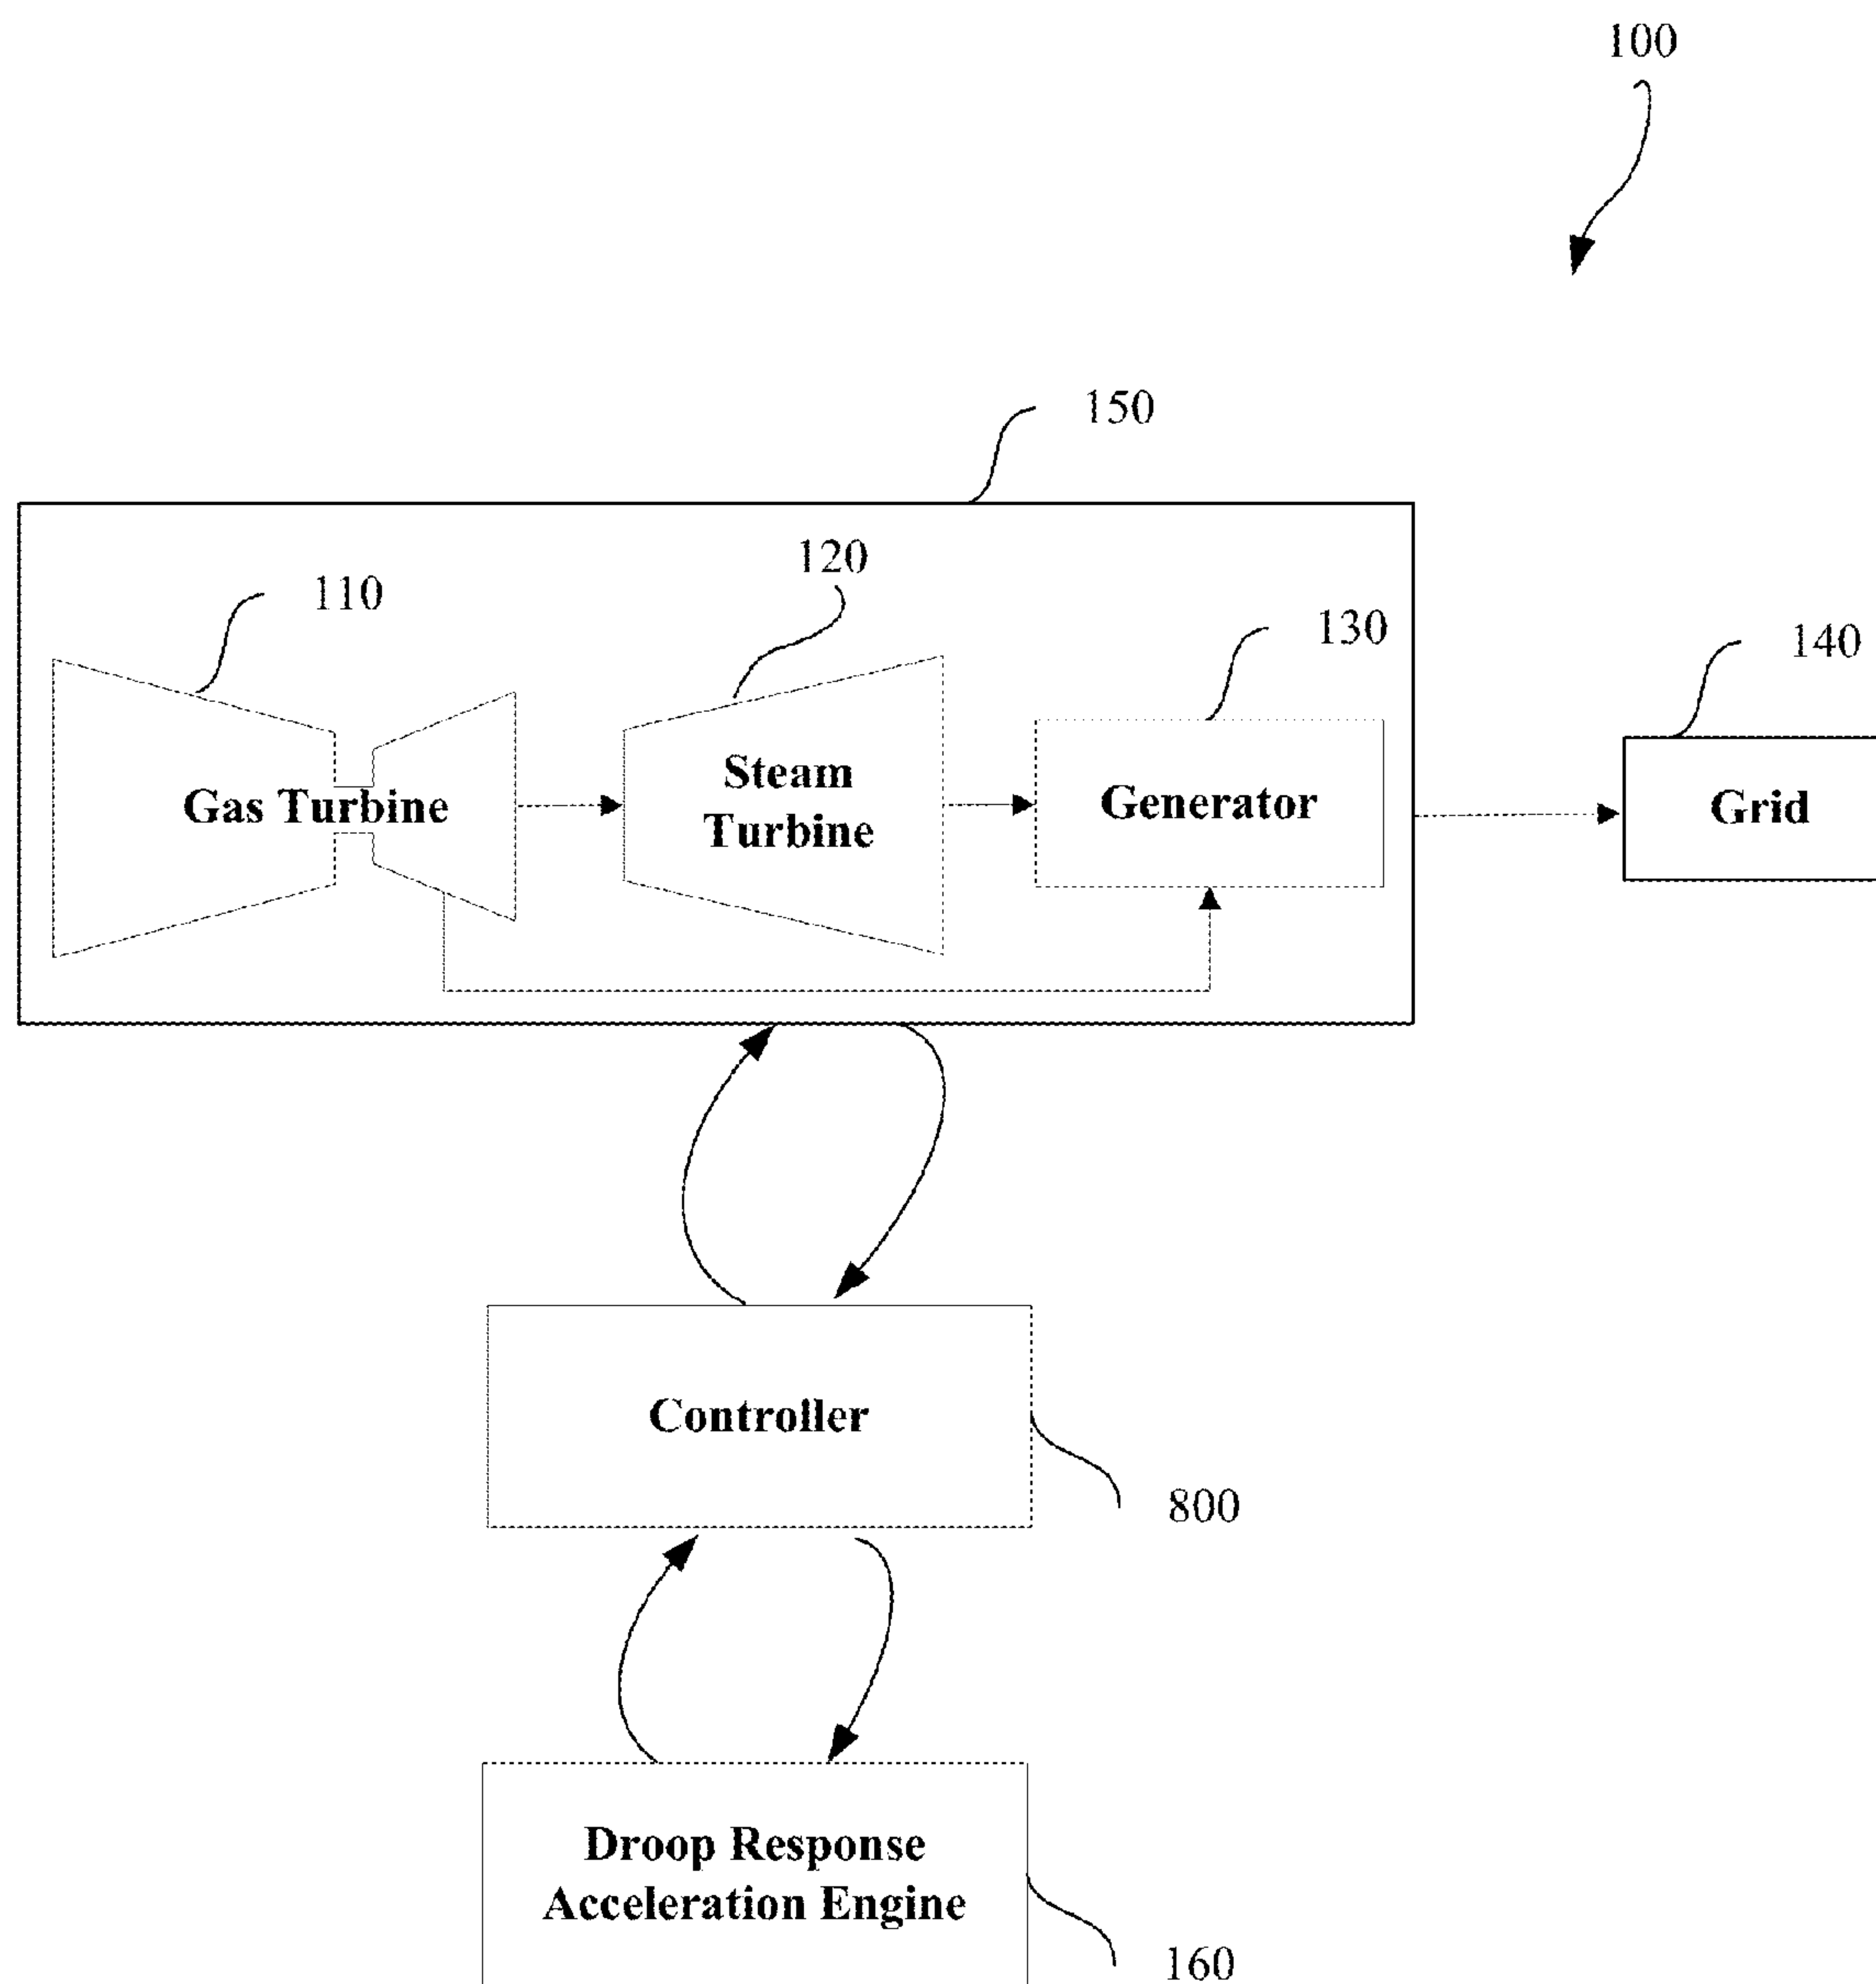 100
150
120
110
130
140
Gas Turbine
Steam
Turbine
Generator
Grid
Controller
800
Droop Response
Acceleration Engine
160